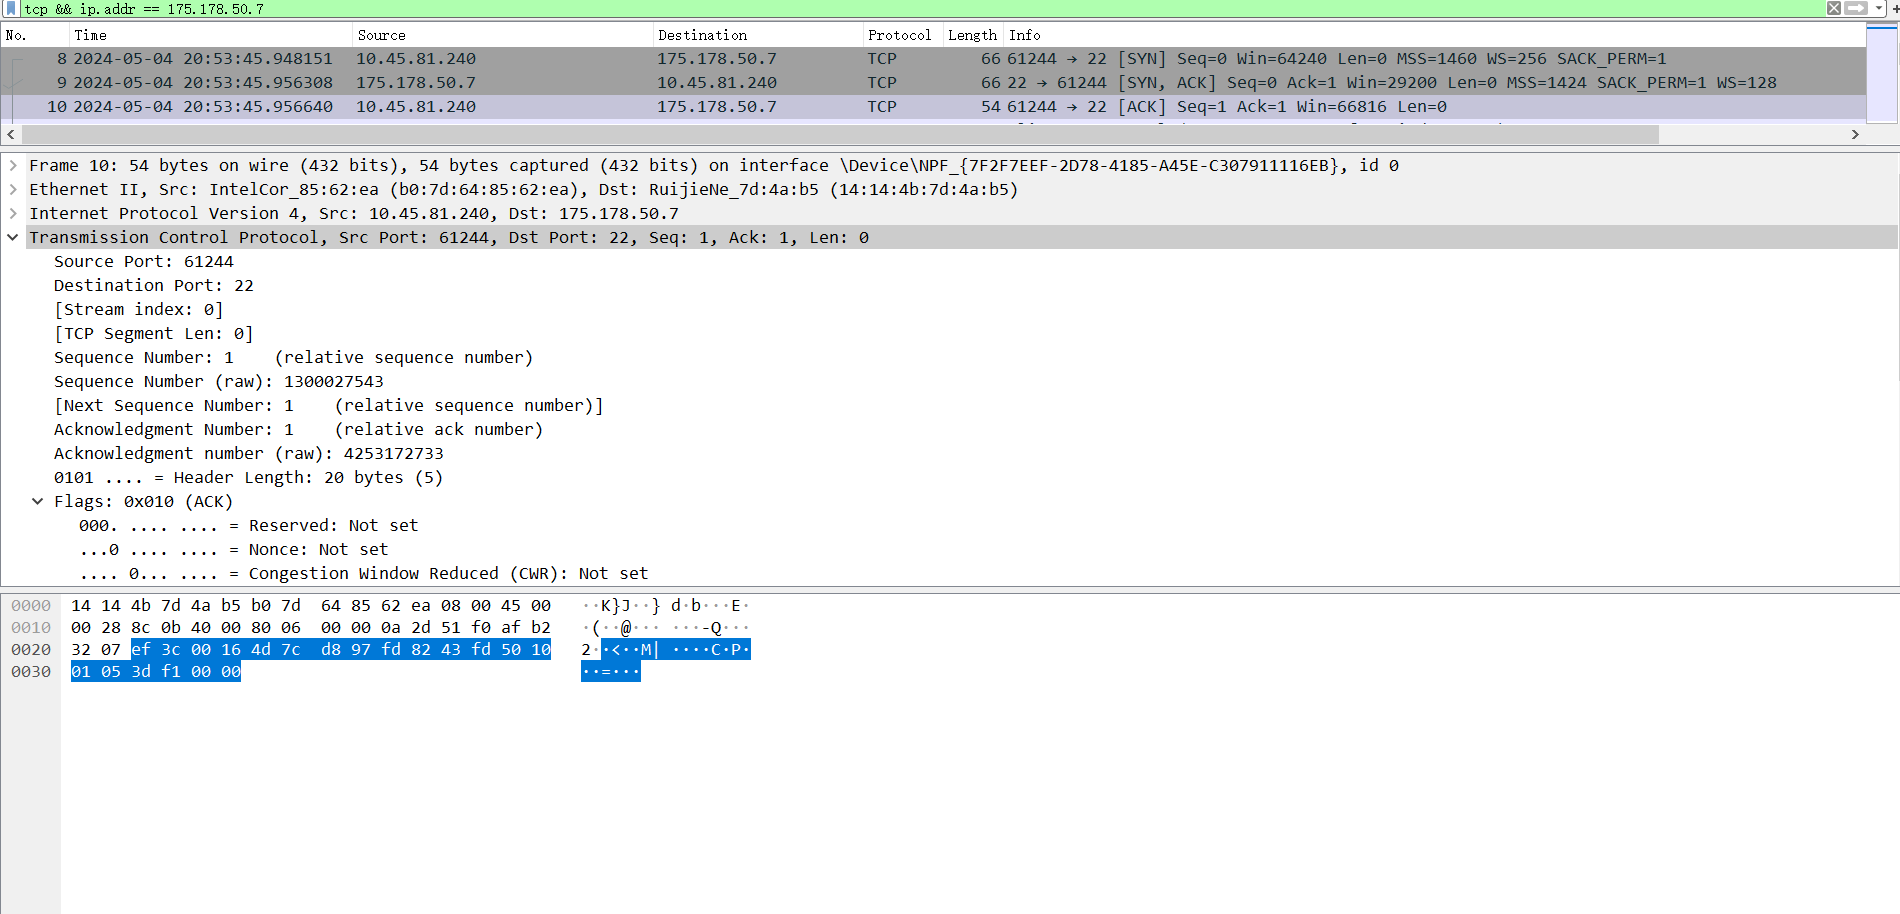 tcp && ip.addr == 175.178.50.7
No. Time Source Destination Protocol Length Info
8 2024-05-04 20:53:45.948151 10.45.81.240 175.178.50.7 TCP 66 61244 → 22 [SYN] Seq=0 Win=64240 Len=0 MSS=1460 WS=256 SACK_PERM=1
9 2024-05-04 20:53:45.956308 175.178.50.7 10.45.81.240 TCP 66 22 → 61244 [SYN, ACK] Seq=0 Ack=1 Win=29200 Len=0 MSS=1424 SACK_PERM=1 WS=128
10 2024-05-04 20:53:45.956640 10.45.81.240 175.178.50.7 TCP 54 61244 → 22 [ACK] Seq=1 Ack=1 Win=66816 Len=0
Frame 10: 54 bytes on wire (432 bits), 54 bytes captured (432 bits) on interface \Device\NPF_{7F2F7EEF-2D78-4185-A45E-C307911116EB}, id 0
Ethernet II, Src: IntelCor_85:62:ea (b0:7d:64:85:62:ea), Dst: RuijieNe_7d:4a:b5 (14:14:4b:7d:4a:b5)
Internet Protocol Version 4, Src: 10.45.81.240, Dst: 175.178.50.7
Transmission Control Protocol, Src Port: 61244, Dst Port: 22, Seq: 1, Ack: 1, Len: 0
Source Port: 61244
Destination Port: 22
[Stream index: 0]
[TCP Segment Len: 0]
Sequence Number: 1    (relative sequence number)
Sequence Number (raw): 1300027543
[Next Sequence Number: 1    (relative sequence number)]
Acknowledgment Number: 1    (relative ack number)
Acknowledgment number (raw): 4253172733
0101 .... = Header Length: 20 bytes (5)
Flags: 0x010 (ACK)
000. .... .... = Reserved: Not set
...0 .... .... = Nonce: Not set
.... 0... .... = Congestion Window Reduced (CWR): Not set
0000 14 14 4b 7d 4a b5 b0 7d  64 85 62 ea 08 00 45 00 ··K}J··} d·b···E·
0010 00 28 8c 0b 40 00 80 06  00 00 0a 2d 51 f0 af b2 ·(··@··· ···-Q···
0020 32 07 ef 3c 00 16 4d 7c  d8 97 fd 82 43 fd 50 10 2··<··M| ····C·P·
0030 01 05 3d f1 00 00 ··=···